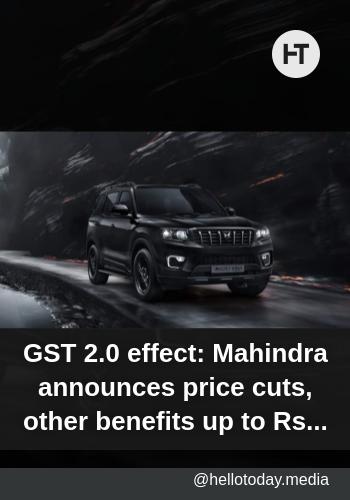 HT
GST 2.0 effect: Mahindra
announces price cuts,
other benefits up to Rs...
@hellotoday.media